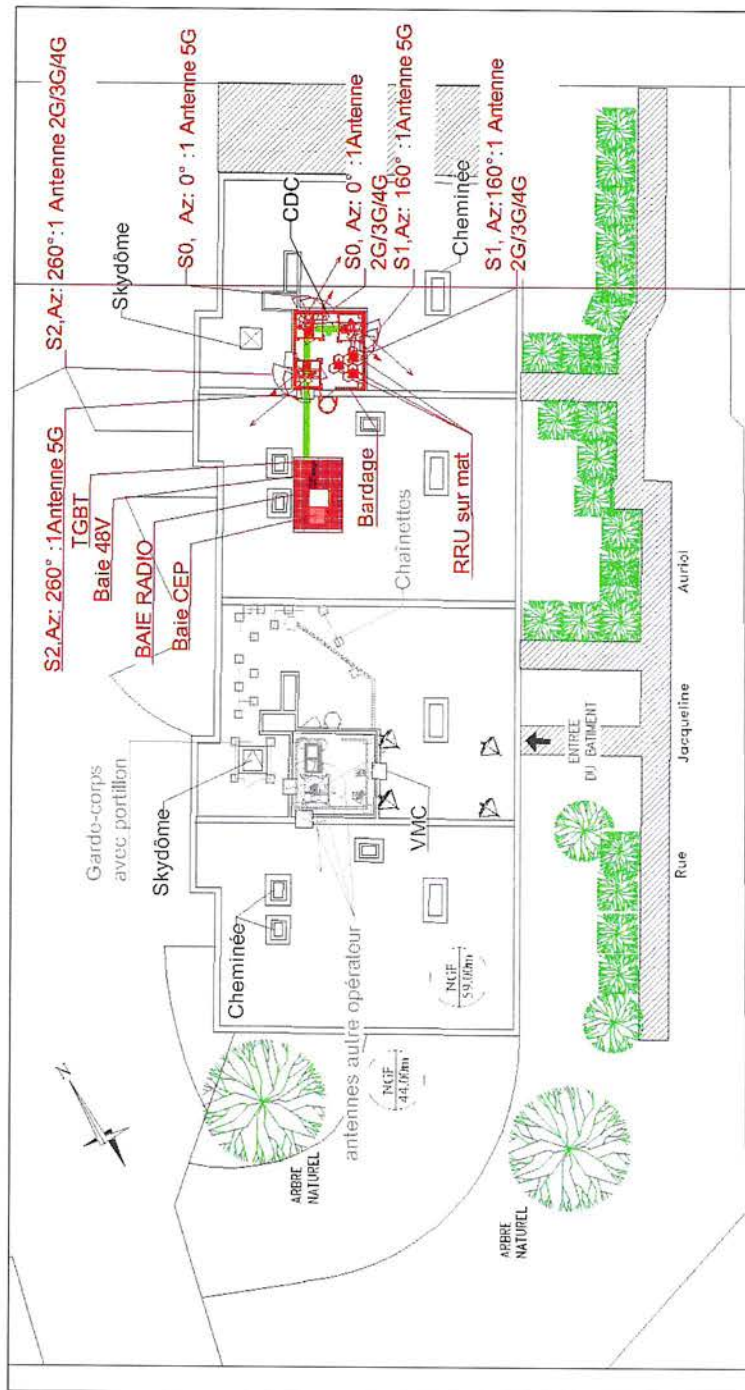 S2,Az: 260° :1 Antenne 2G/3G/4G
S2,Az: 260° :1Antenne 5G
TGBT
Baie 48V
BAIE RADIO
Baie CEP
Skydôme
S0, Az: 0° :1 Antenne 5G
CDC
S0, Az: 0° :1Antenne
2G/3G/4G
S1,Az: 160° :1 Antenne 5G
Cheminée
S1, Az:160° :1 Antenne
2G/3G/4G
Bardage
RRU sur mat
Chaînettes
Garde-corps
avec portillon
Skydôme
Cheminée
VMC
antennes autre opérateur
NGF
59.00m
NGF
44.00m
N
ARBRE
NATUREL
ARBRE
NATUREL
ENTREE
DU BATIMENT
Rue Jacqueline Auriol